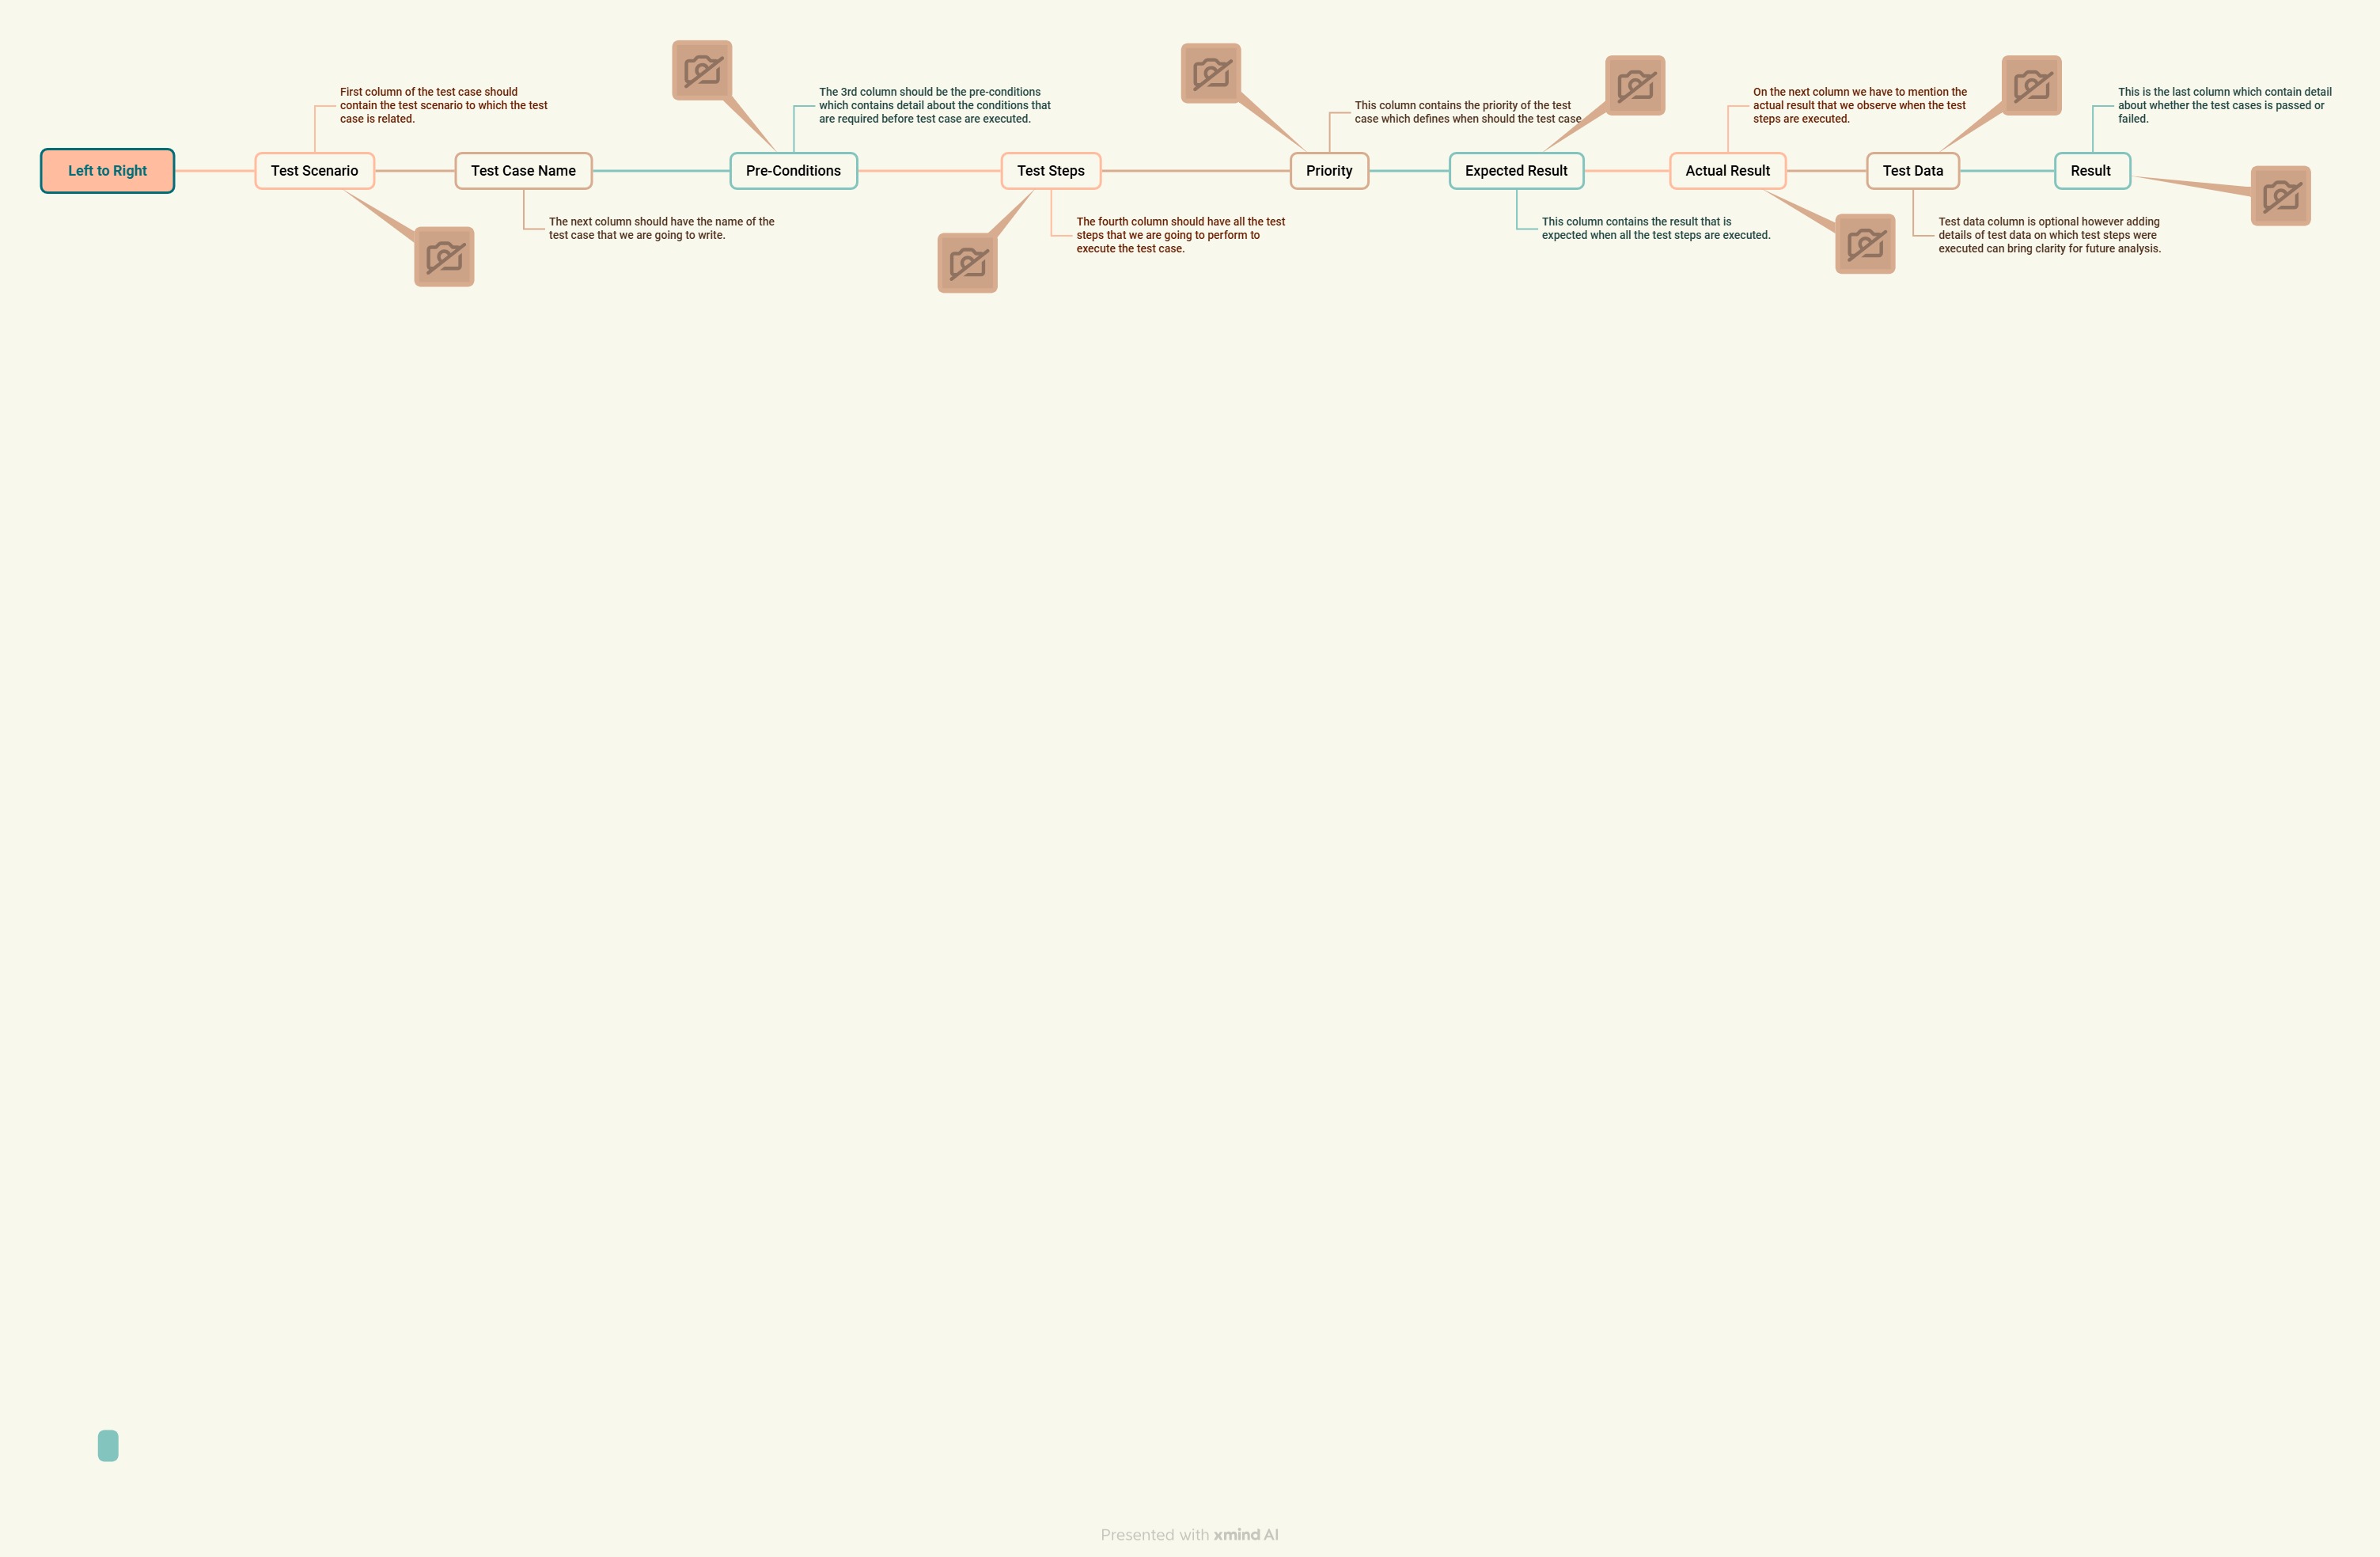 First column of the test case should
contain the test scenario to which the test
case is related.
The 3rd column should be the pre-conditions
which contains detail about the conditions that
are required before test case are executed.
This column contains the priority of the test
case which defines when should the test case
On the next column we have to mention the
actual result that we observe when the test
steps are executed.
This is the last column which contain detail
about whether the test cases is passed or
failed.
Left to Right
Test Scenario
Test Case Name
Pre-Conditions
Test Steps
Priority
Expected Result
Actual Result
Test Data
Result
The next column should have the name of the
test case that we are going to write.
The fourth column should have all the test
steps that we are going to perform to
execute the test case.
This column contains the result that is
expected when all the test steps are executed.
Test data column is optional however adding
details of test data on which test steps were
executed can bring clarity for future analysis.
Presented with xmind AI